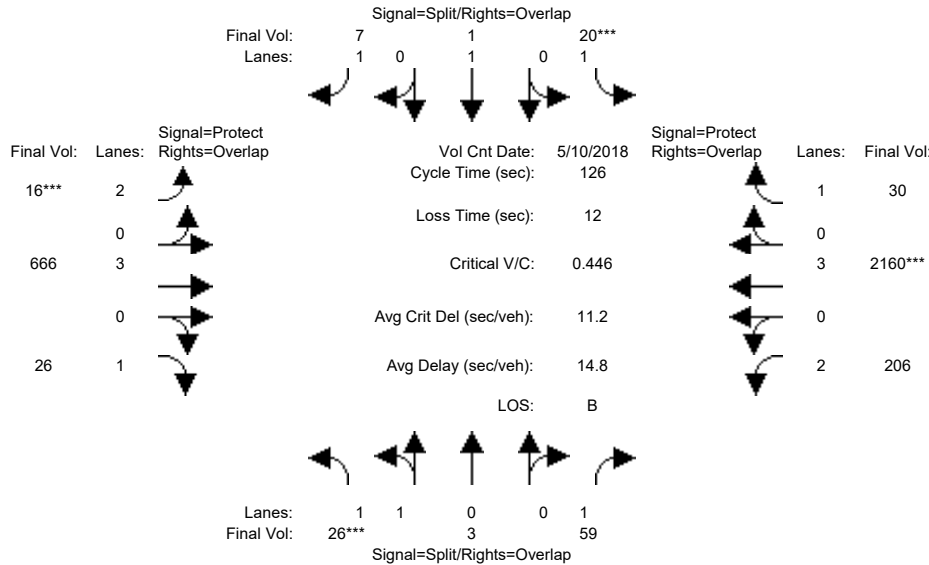 Signal=Split/Rights=Overlap
Final Vol: 7 1 20***
Lanes: 1 0 1 0 1
Signal=Protect Signal=Protect
Final Vol: Lanes: Rights=Overlap Vol Cnt Date: 5/10/2018 Rights=Overlap Lanes: Final Vol:
Cycle Time (sec): 126
16*** 2 1 30
Loss Time (sec): 12
0 0
666 3 Critical V/C: 0.446 3 2160***
0 Avg Crit Del (sec/veh): 11.2 0
26 1 Avg Delay (sec/veh): 14.8 2 206
LOS: B
Lanes: 1 1 0 0 1
Final Vol: 26*** 3 59
Signal=Split/Rights=Overlap